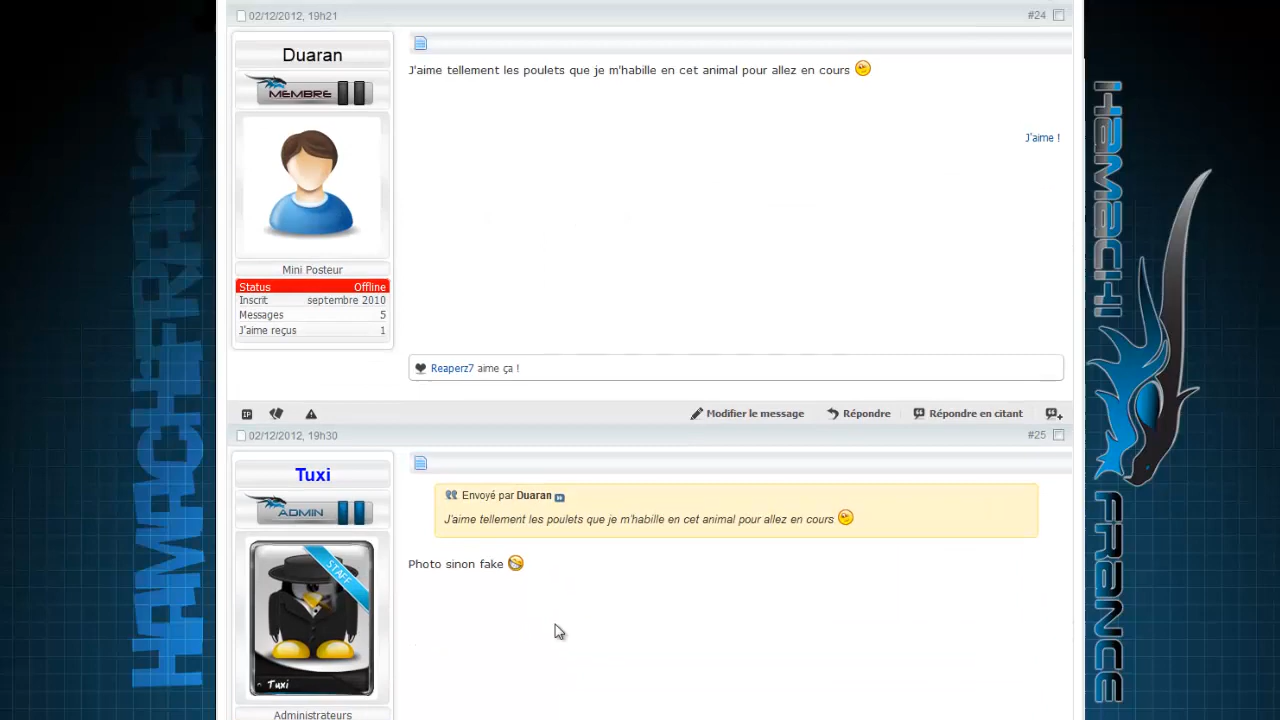 02/12/2012, 19h21 #24
Duaran
MEMBRE
J'aime tellement les poulets que je m'habille en cet animal pour allez en cours
J'aime !
Mini Posteur
Status Offline
Inscrit septembre 2010
Messages 5
J'aime reçus 1
Reaperz7 aime ça !
IP
Modifier le message Répondre Répondre en citant
02/12/2012, 19h30 #25
Tuxi
ADMIN
Envoyé par Duaran
J'aime tellement les poulets que je m'habille en cet animal pour allez en cours
Photo sinon fake
STAFF
Tuxi
Administrateurs
HAMACHI FRANCE
HAMACHI FRANCE